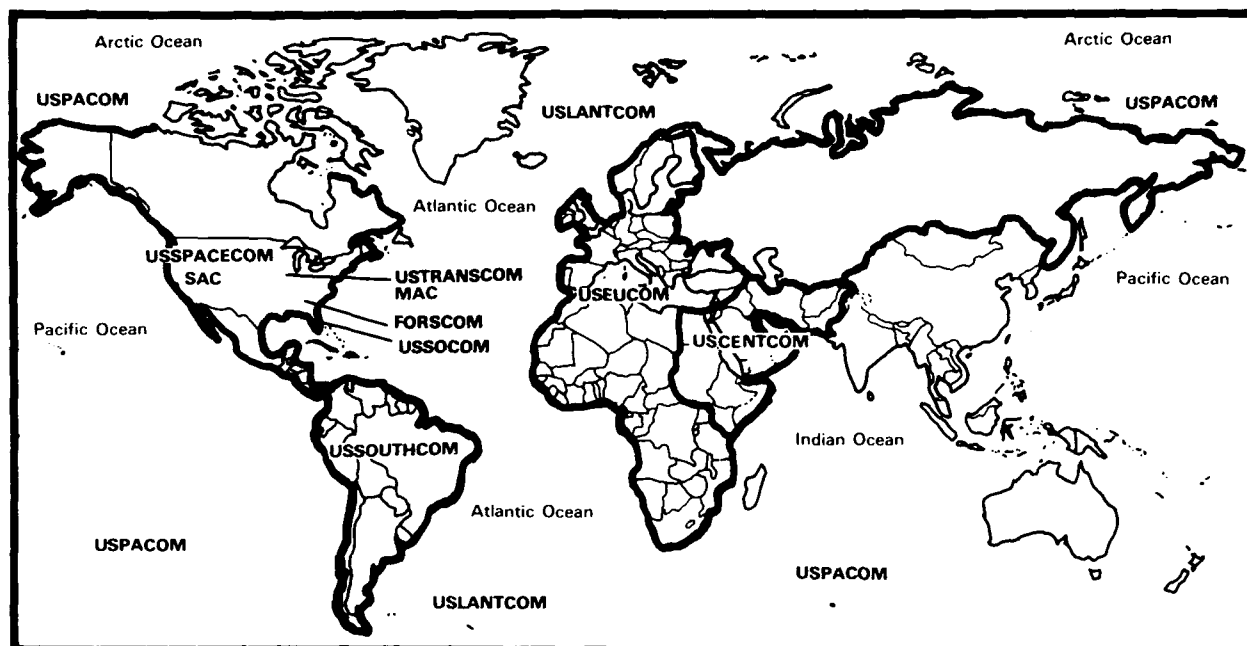 Arctic Ocean
Arctic Ocean
USPACOM
USLANTCOM
USPACOM
Atlantic Ocean
USSPACECOM
SAC
USTRANSCOM
MAC
Pacific Ocean
USEUCOM
FORSCOM
Pacific Ocean
USCENTCOM
USSOCOM
USSOUTHCOM
Indian Ocean
Atlantic Ocean
USPACOM
USPACOM
USLANTCOM